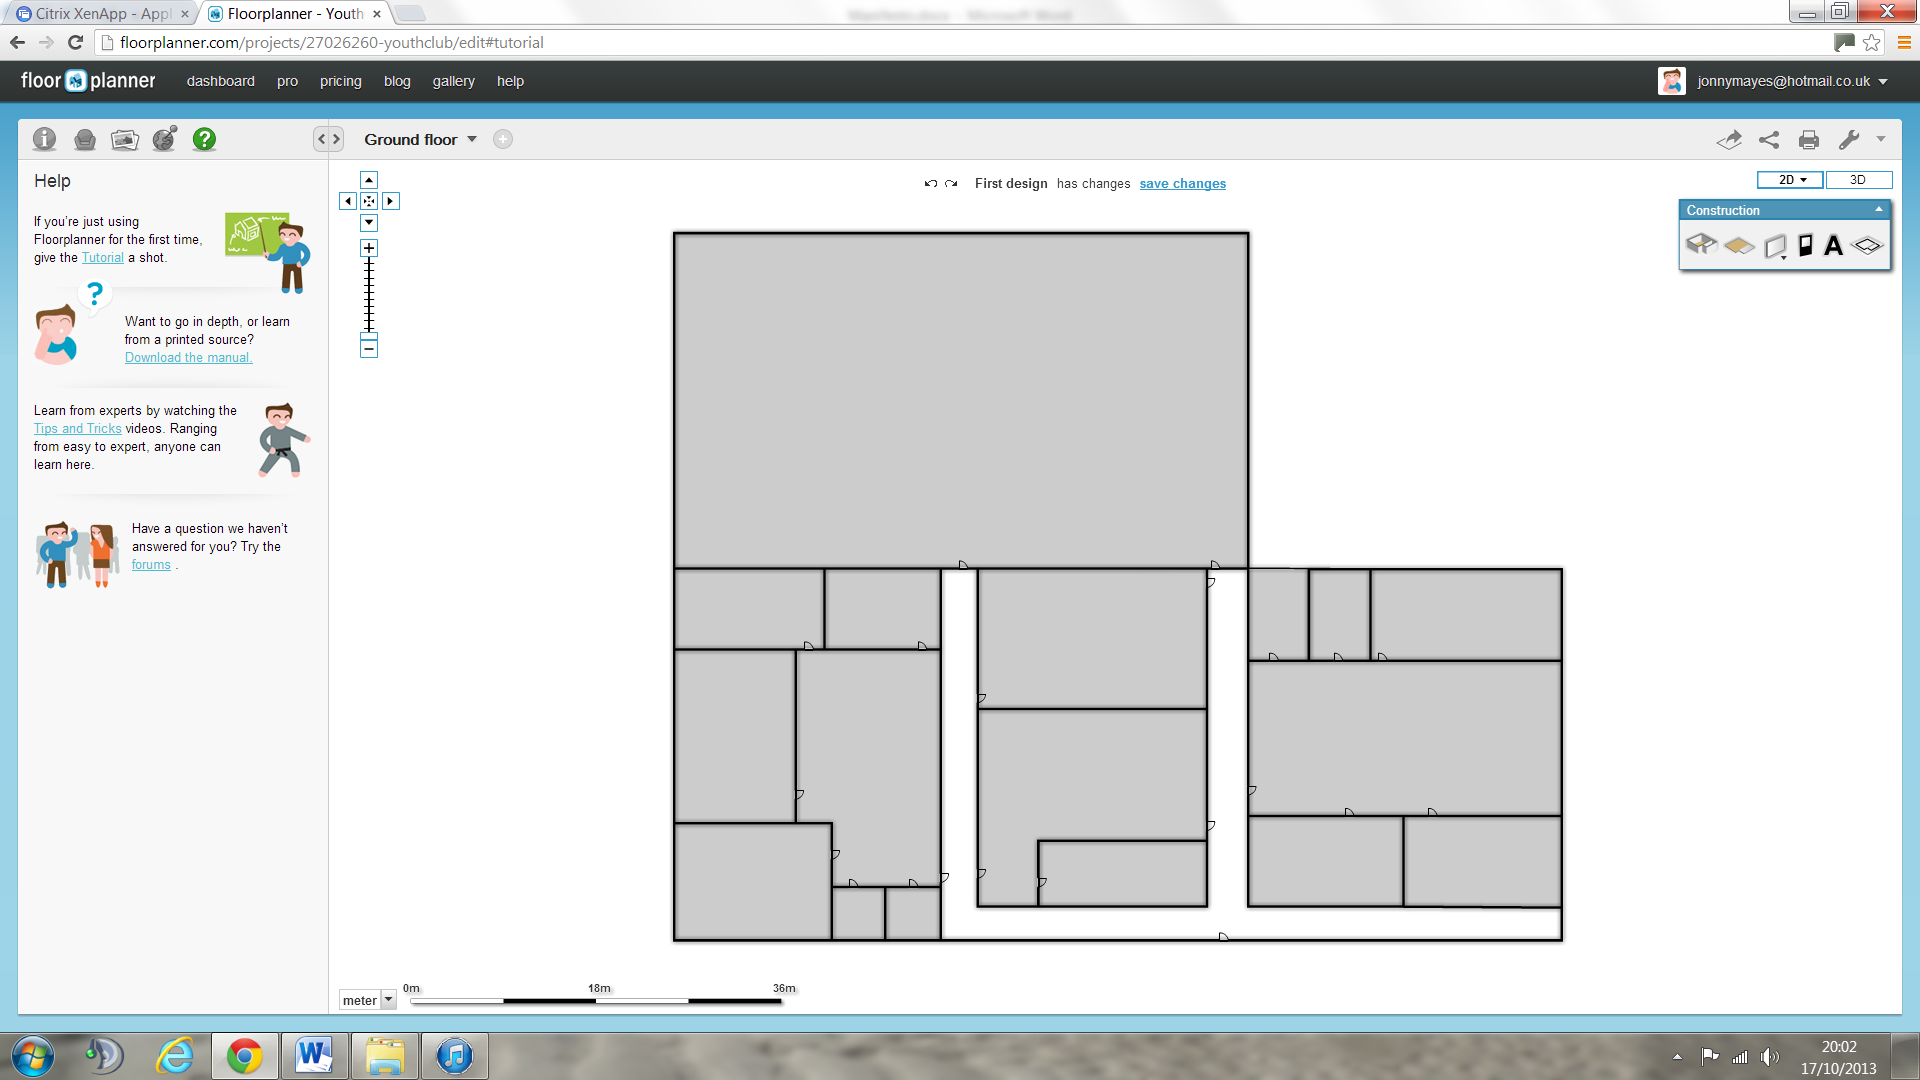 Citrix XenApp - Appl
Floorplanner - Youth
Manifesto.docx - Microsoft Word
floorplanner.com/projects/27026260-youthclub/edit#tutorial
floor planner
dashboard
pro
pricing
blog
gallery
help
jonnymayes@hotmail.co.uk
Ground floor
Help
If you're just using
Floorplanner for the first time,
give the Tutorial a shot.
?
Want to go in depth, or learn
from a printed source?
Download the manual.
Learn from experts by watching the
Tips and Tricks videos. Ranging
from easy to expert, anyone can
learn here.
Have a question we haven't
answered for you? Try the
forums .
First design has changes save changes
2D
3D
Construction
A
meter
0m
18m
36m
20:02
17/10/2013